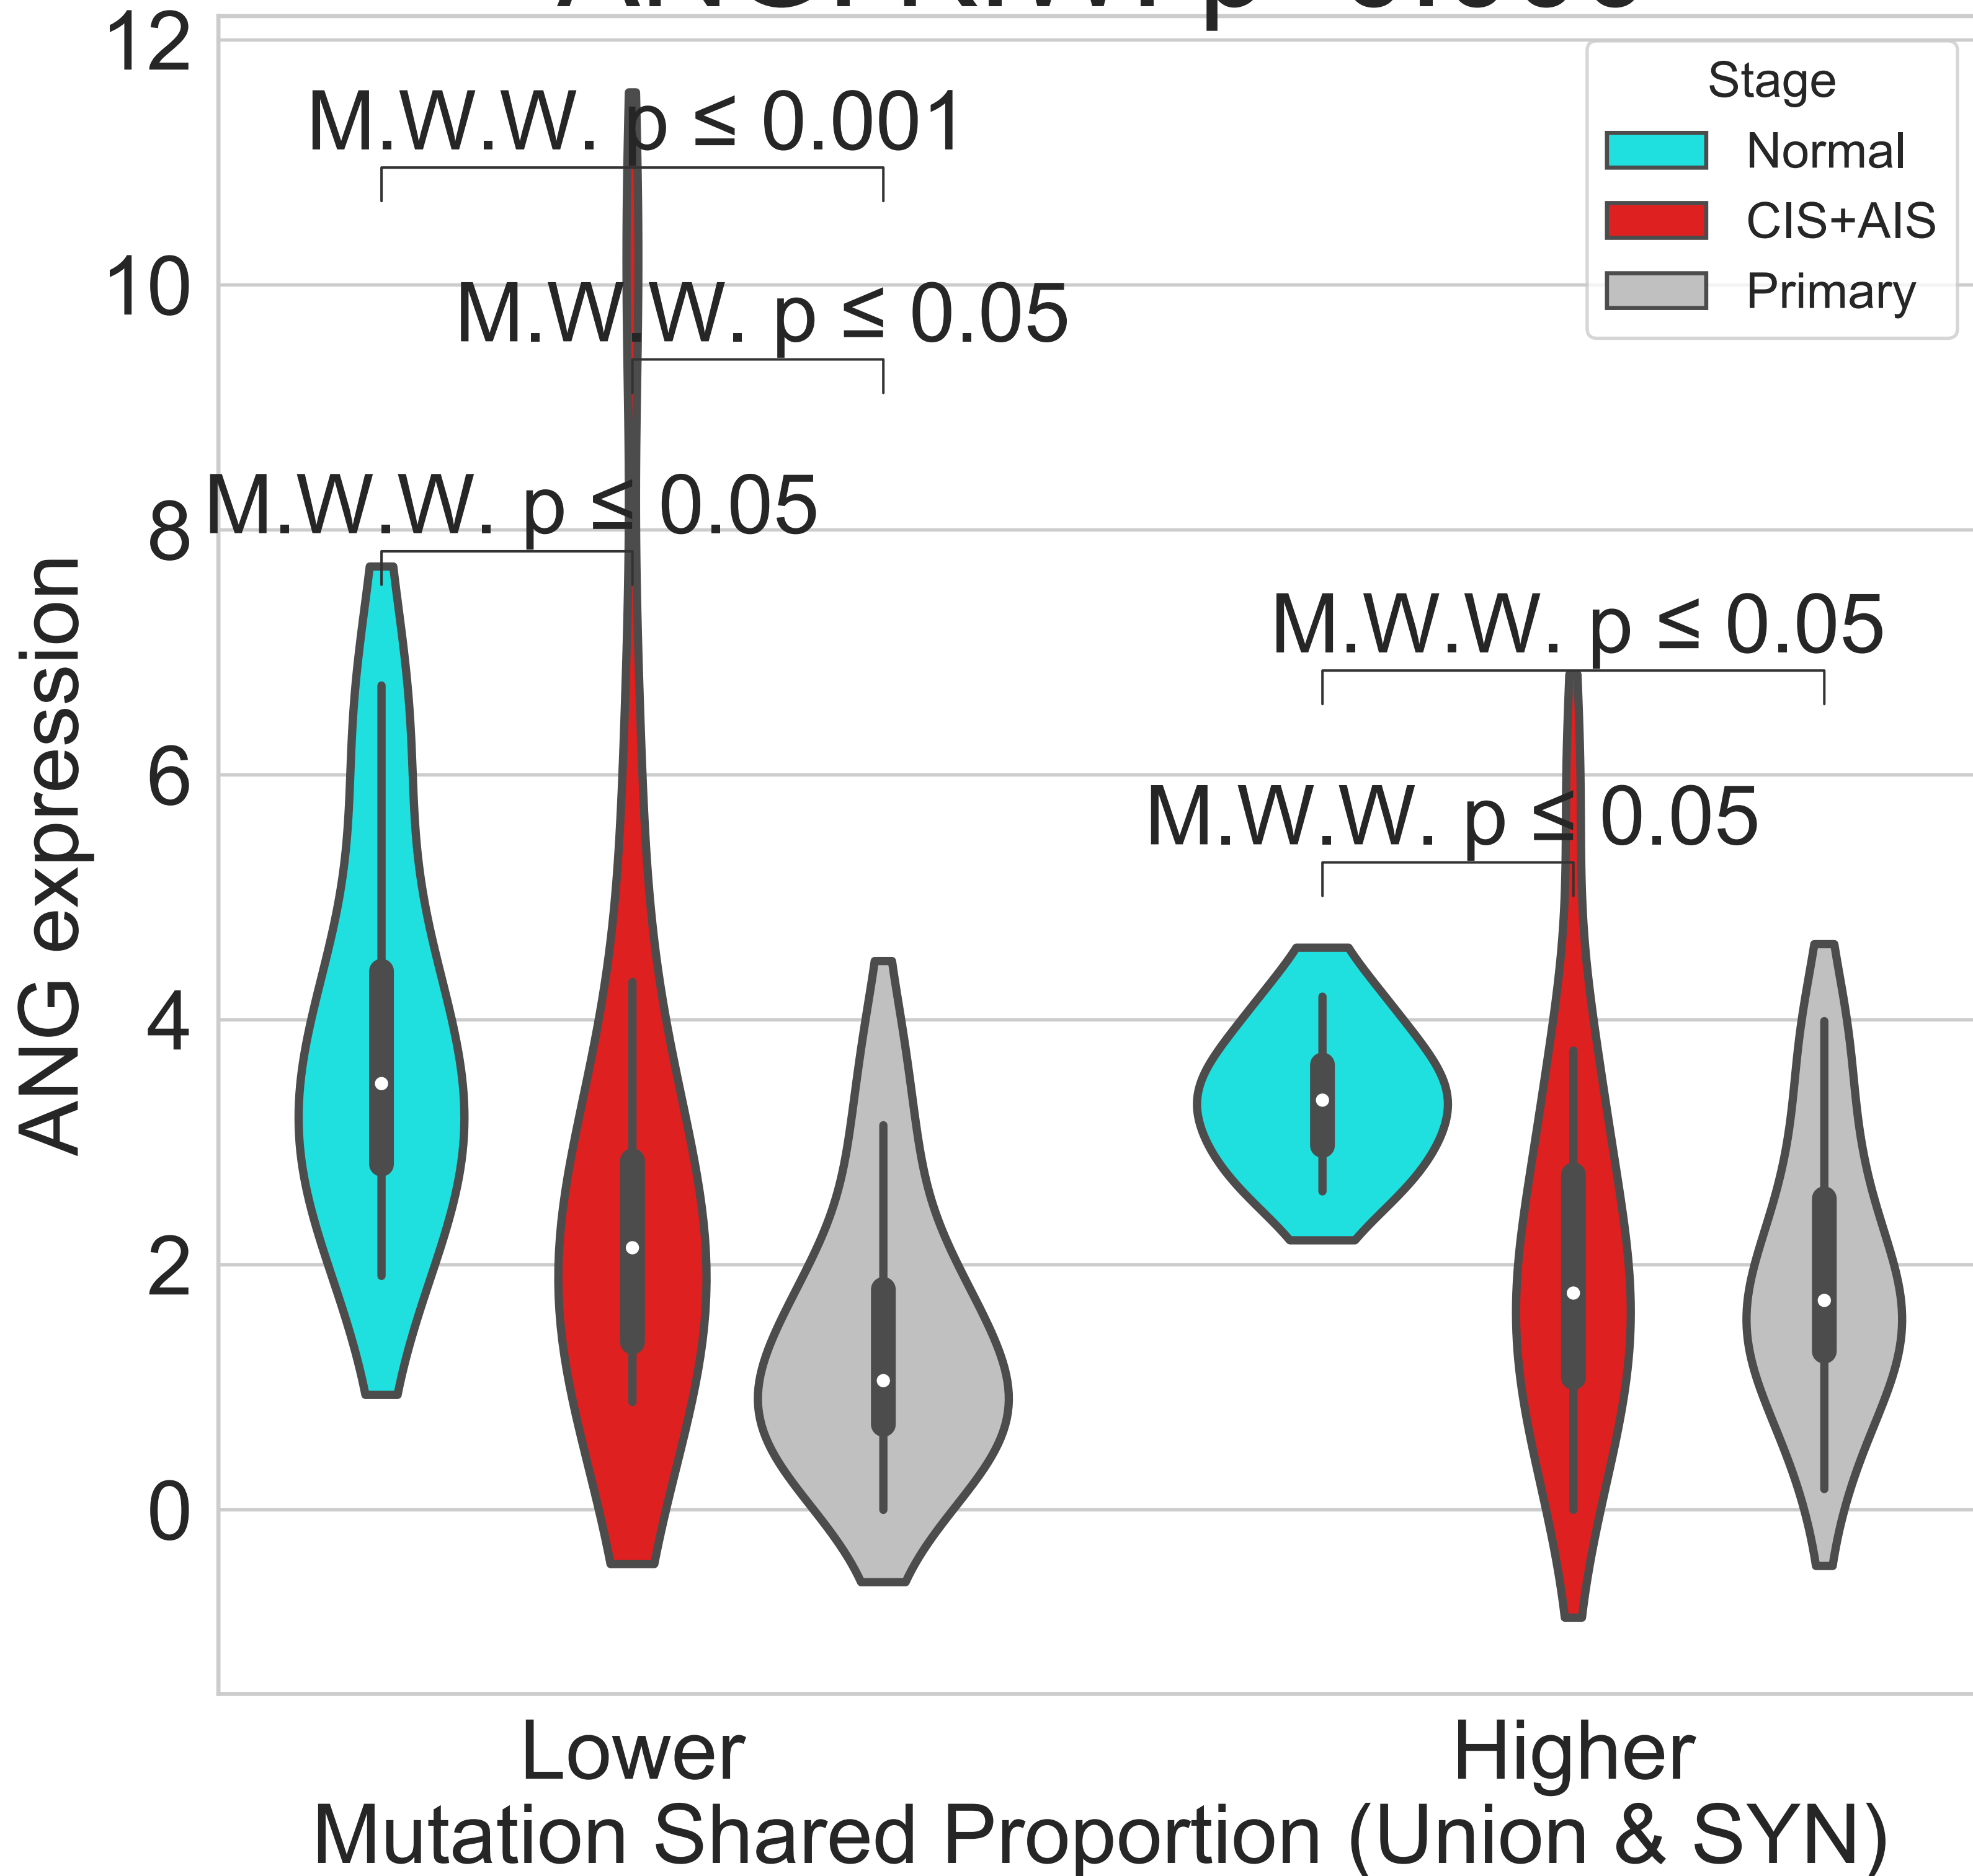 12
M.W.W. p ≤ 0.001
Stage
Normal
CIS+AIS
Primary
10
M.W.W. p ≤ 0.05
8
M.W.W. p ≤ 0.05
M.W.W. p ≤ 0.05
6
M.W.W. p ≤ 0.05
ANG expression
4
2
0
Lower
Higher
Mutation Shared Proportion (Union & SYN)